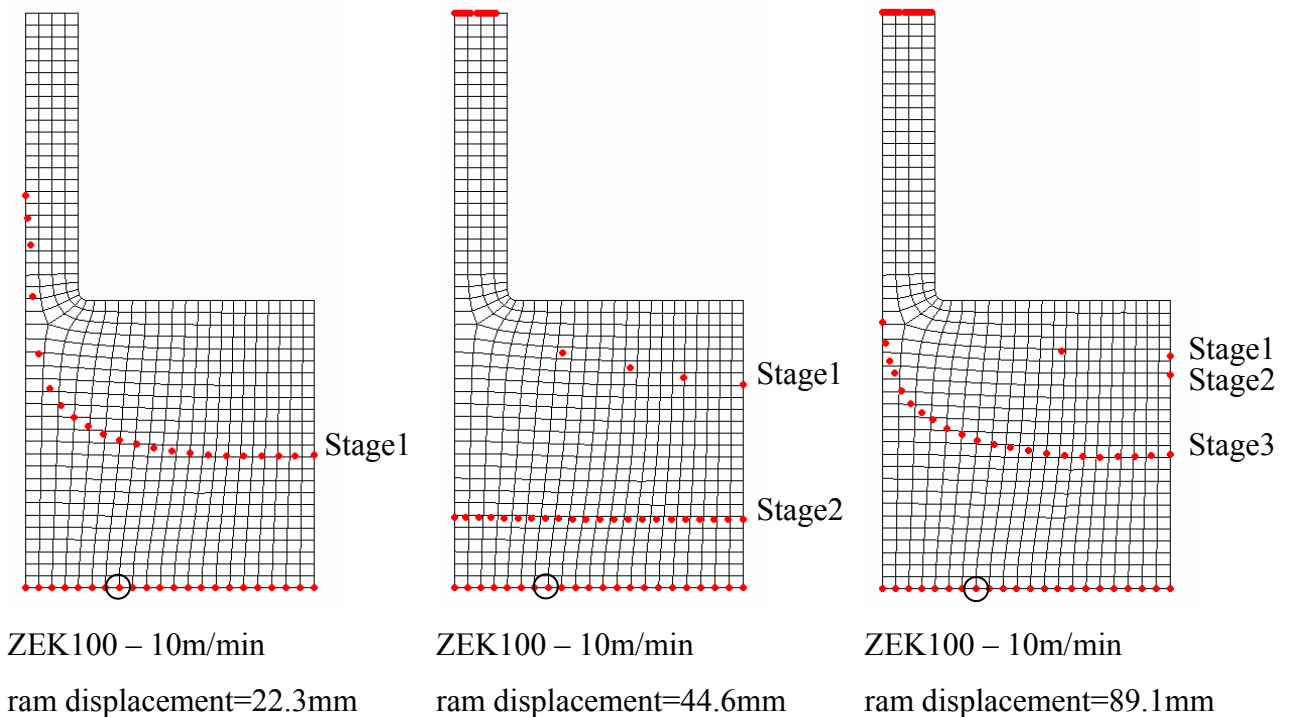 Stage1
Stage1
Stage2
Stage1
Stage2
Stage3
ZEK100 – 10m/min
ram displacement=22.3mm
ZEK100 – 10m/min
ram displacement=44.6mm
ZEK100 – 10m/min
ram displacement=89.1mm